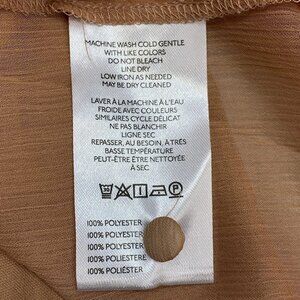 MACHINE WASH COLD GENTLE
WITH LIKE COLORS
DO NOT BLEACH
LINE DRY
LOW IRON AS NEEDED
MAY BE DRY CLEANED
LAVER À LA MACHINE À L'EAU
FROIDE AVEC COULEURS
SIMILAIRES CYCLE DÉLICAT
NE PAS BLANCHIR
LIGNE SEC
REPASSER, AU BESOIN, À TRÈS
BASSE TEMPÉRATURE
PEUT-ÊTRE ÊTRE NETTOYÉE
À SEC
100% POLYESTER
100% POLYESTER
100% POLYESTER
100% POLIESTERE
100% POLIÉSTER